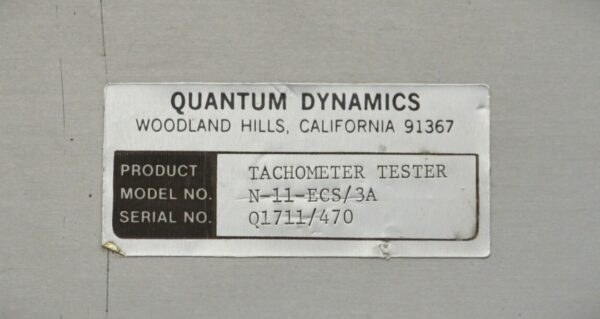 QUANTUM DYNAMICS
WOODLAND HILLS, CALIFORNIA 91367
PRODUCT TACHOMETER TESTER
MODEL NO. N-11-ECS/3A
SERIAL NO. Q1711/470